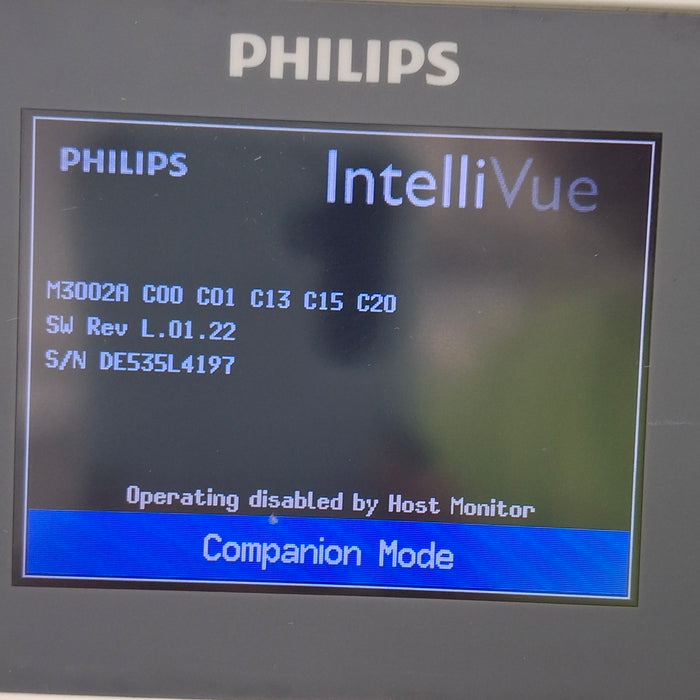 PHILIPS
PHILIPS IntelliVue
M3002A C00 C01 C13 C15 C20
SW Rev L.01.22
S/N DE535L4197
Operating disabled by Host Monitor
Companion Mode